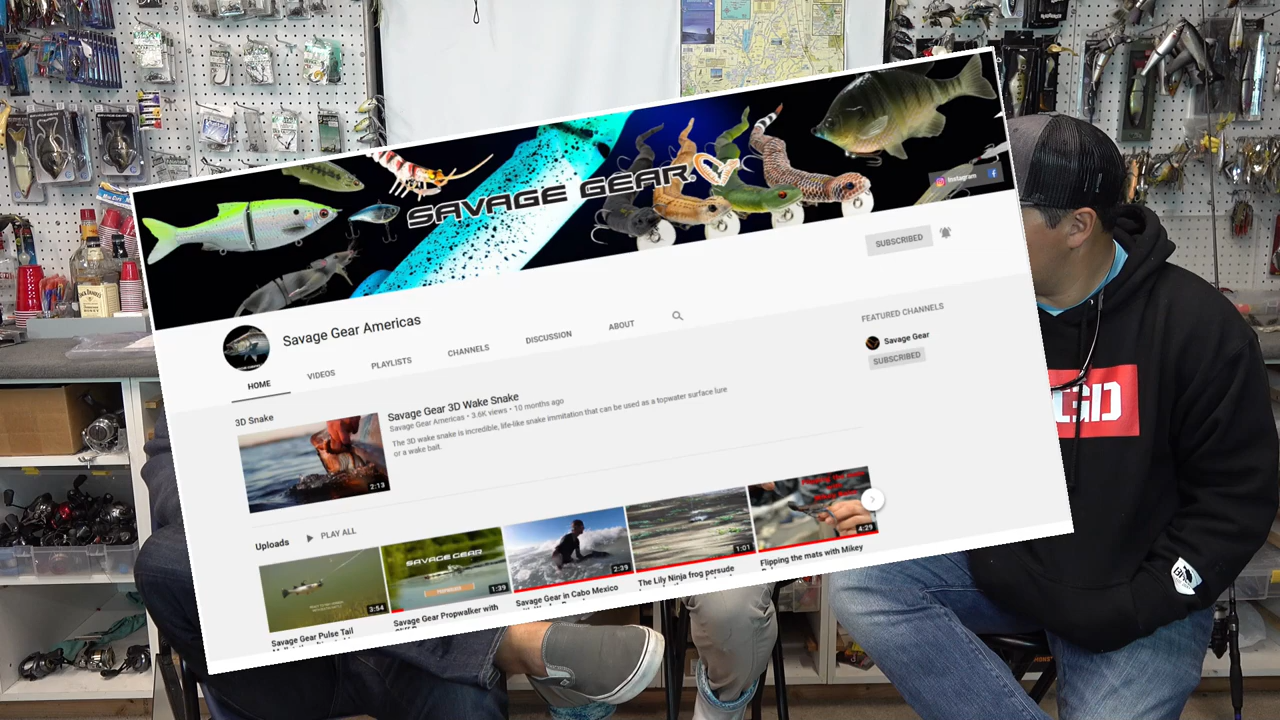 SAVAGE GEAR
Instagram
SUBSCRIBED
Savage Gear Americas
HOME
VIDEOS
PLAYLISTS
CHANNELS
DISCUSSION
ABOUT
FEATURED CHANNELS
Savage Gear
SUBSCRIBED
3D Snake
Savage Gear 3D Wake Snake
Savage Gear Americas • 3.6K views • 10 months ago
The 3D wake snake is incredible, life-like snake immitation that can be used as a topwater surface lure
or a wake bait.
2:13
Uploads
PLAY ALL
3:54
Savage Gear Pulse Tail
SAVAGE GEAR
1:39
Savage Gear Propwalker with
2:39
Savage Gear in Cabo Mexico
1:01
The Lily Ninja frog persude
4:29
Flipping the mats with Mikey